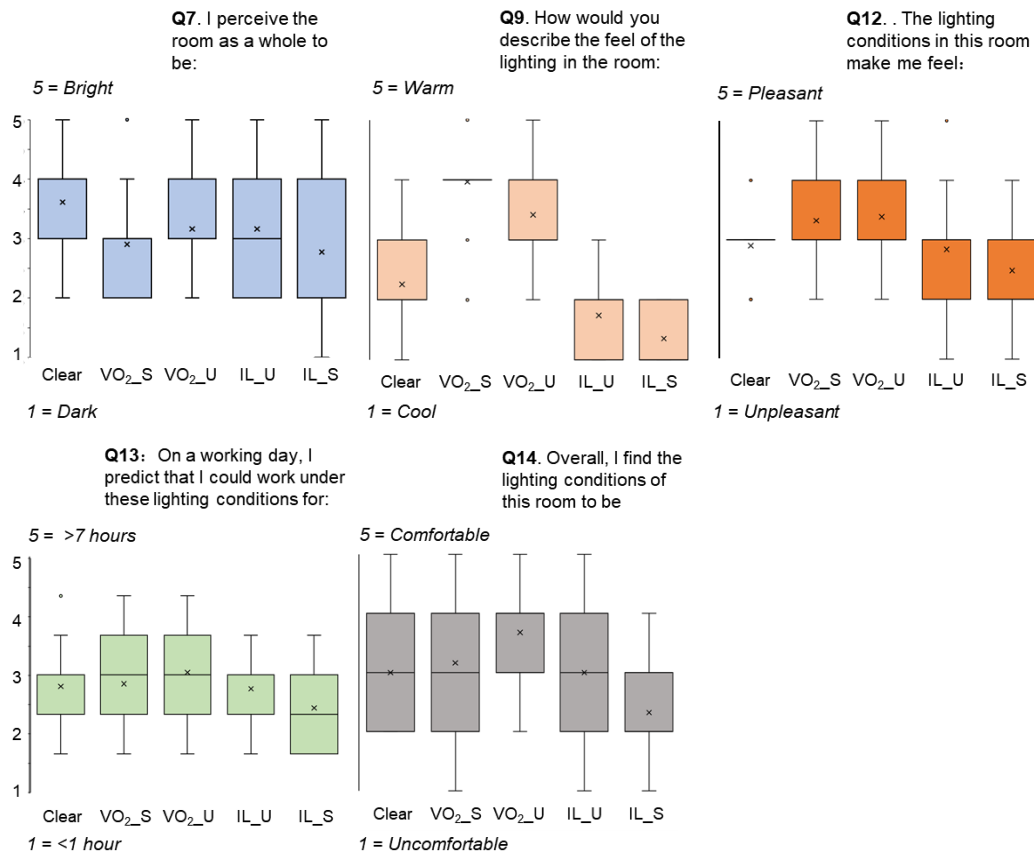 Q7. I perceive the
room as a whole to
be:
5 = Bright
5
4
3
2
1
Clear VO₂_S VO₂_U IL_U IL_S
1 = Dark
Q9. How would you
describe the feel of the
lighting in the room:
5 = Warm
Clear VO₂_S VO₂_U IL_U IL_S
1 = Cool
Q12. . The lighting
conditions in this room
make me feel：
5 = Pleasant
Clear VO₂_S VO₂_U IL_U IL_S
1 = Unpleasant
Q13： On a working day, I
predict that I could work under
these lighting conditions for:
5 = >7 hours
5
4
3
2
1
Clear VO₂_S VO₂_U IL_U IL_S
1 = <1 hour
Q14. Overall, I find the
lighting conditions of
this room to be
5 = Comfortable
Clear VO₂_S VO₂_U IL_U IL_S
1 = Uncomfortable